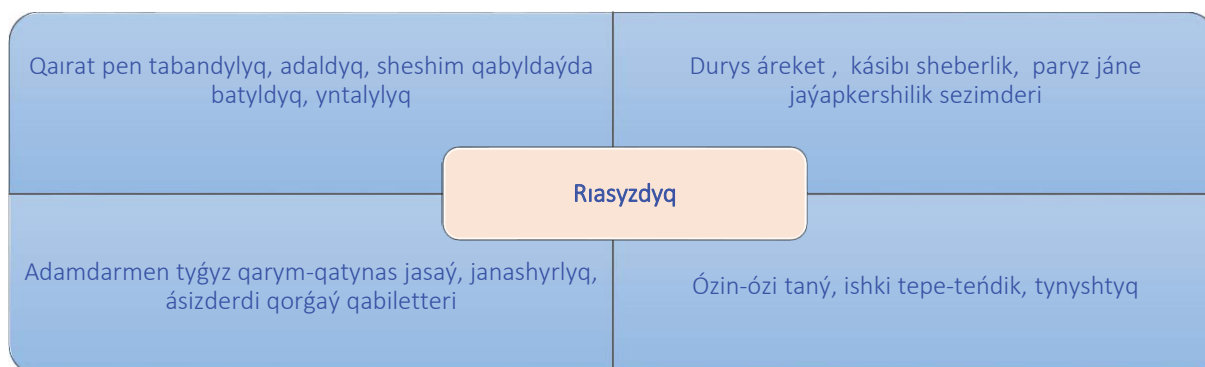 Qaırat pen tabandylyq, adaldyq, sheshim qabyldaýda
batyldyq, yntalylyq
Durys áreket , kásibı sheberlik, paryz jáne
jaýapkershilik sezimderi
Rıasyzdyq
Adamdarmen tyǵyz qarym-qatynas jasaý, janashyrlyq,
ásizderdi qorǵaý qabiletteri
Ózin-ózi taný, ishki tepe-teńdik, tynyshtyq